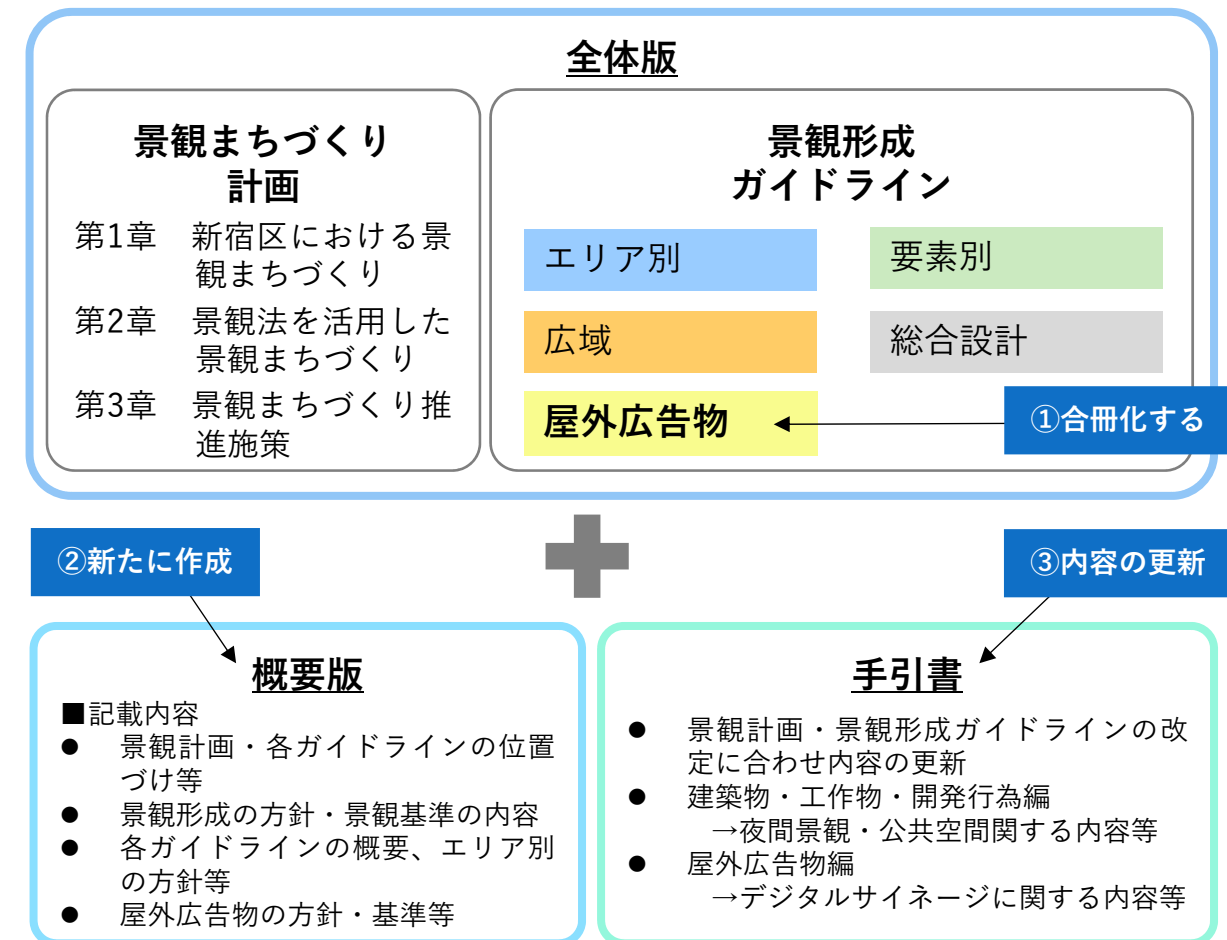 全体版
景観まちづくり
計画
第1章　新宿区における景
観まちづくり
第2章　景観法を活用した
景観まちづくり
第3章　景観まちづくり推
進施策
景観形成
ガイドライン
エリア別
要素別
広域
総合設計
屋外広告物
①合冊化する
②新たに作成
③内容の更新
概要版
■記載内容
● 景観計画・各ガイドラインの位置
づけ等
● 景観形成の方針・景観基準の内容
● 各ガイドラインの概要、エリア別
の方針等
● 屋外広告物の方針・基準等
手引書
● 景観計画・景観形成ガイドラインの改
定に合わせ内容の更新
● 建築物・工作物・開発行為編
→夜間景観・公共空間関する内容等
● 屋外広告物編
→デジタルサイネージに関する内容等